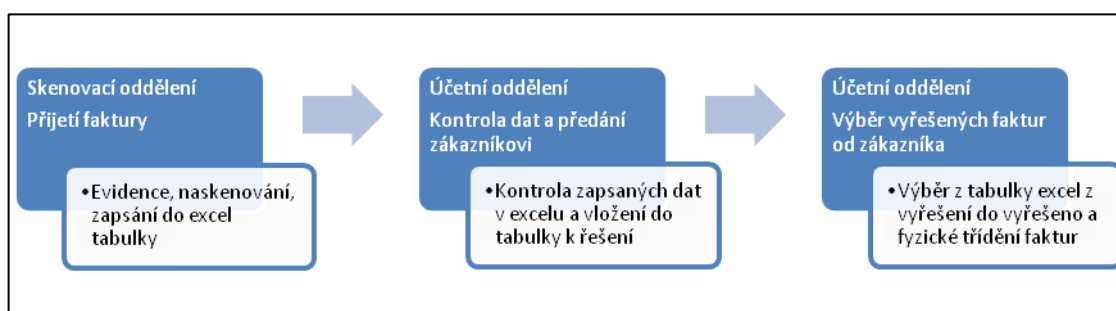 Skenovací oddělení
Přijetí faktury
•Evidence, naskenování,
zapsání do excel
tabulky
Účetní oddělení
Kontrola dat a předání
zákazníkovi
•Kontrola zapsaných dat
v excelu a vložení do
tabulky k řešení
Účetní oddělení
Výběr vyřešených faktur
od zákazníka
•Výběr z tabulky excel z
vyřešení do vyřešeno a
fyzické třídění faktur